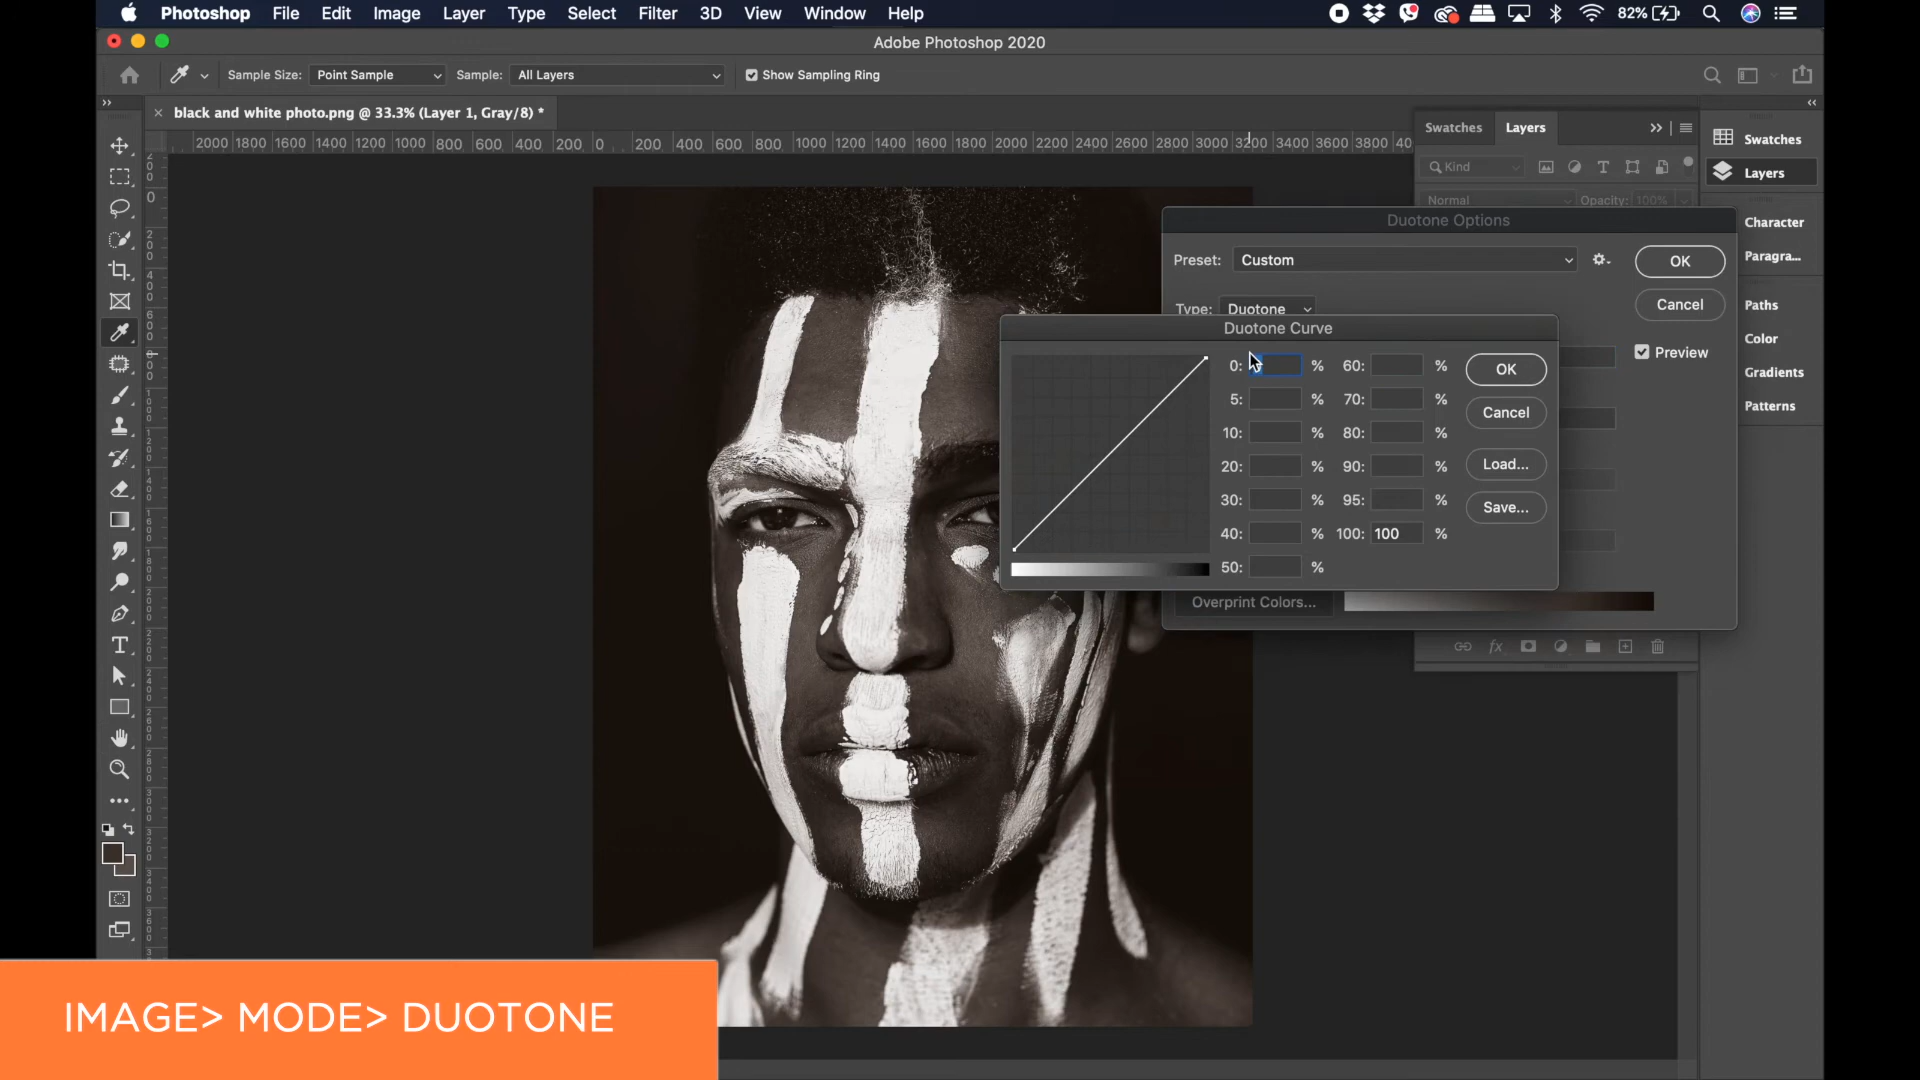 Photoshop File Edit Image Layer Type Select Filter 3D View Window Help 82%
Adobe Photoshop 2020
Sample Size: Point Sample Sample: All Layers Show Sampling Ring
× black and white photo.png @ 33.3% (Layer 1, Gray/8) *
2000 1800 1600 1400 1200 1000 800 600 400 200 0 200 400 600 800 1000 1200 1400 1600 1800 2000 2200 2400 2600 2800 3000 3200 3400 3600 3800 40
Swatches Layers
Kind
Normal Opacity: 100%
Swatches
Layers
Character
Paragra...
Paths
Color
Gradients
Patterns
Duotone Options
Preset: Custom
OK
Cancel
Type: Duotone
Preview
Duotone Curve
0: % 60: %
5: % 70: %
10: % 80: %
20: % 90: %
30: % 95: %
40: % 100: 100 %
50: %
OK
Cancel
Load...
Save...
Overprint Colors...
fx
IMAGE> MODE> DUOTONE